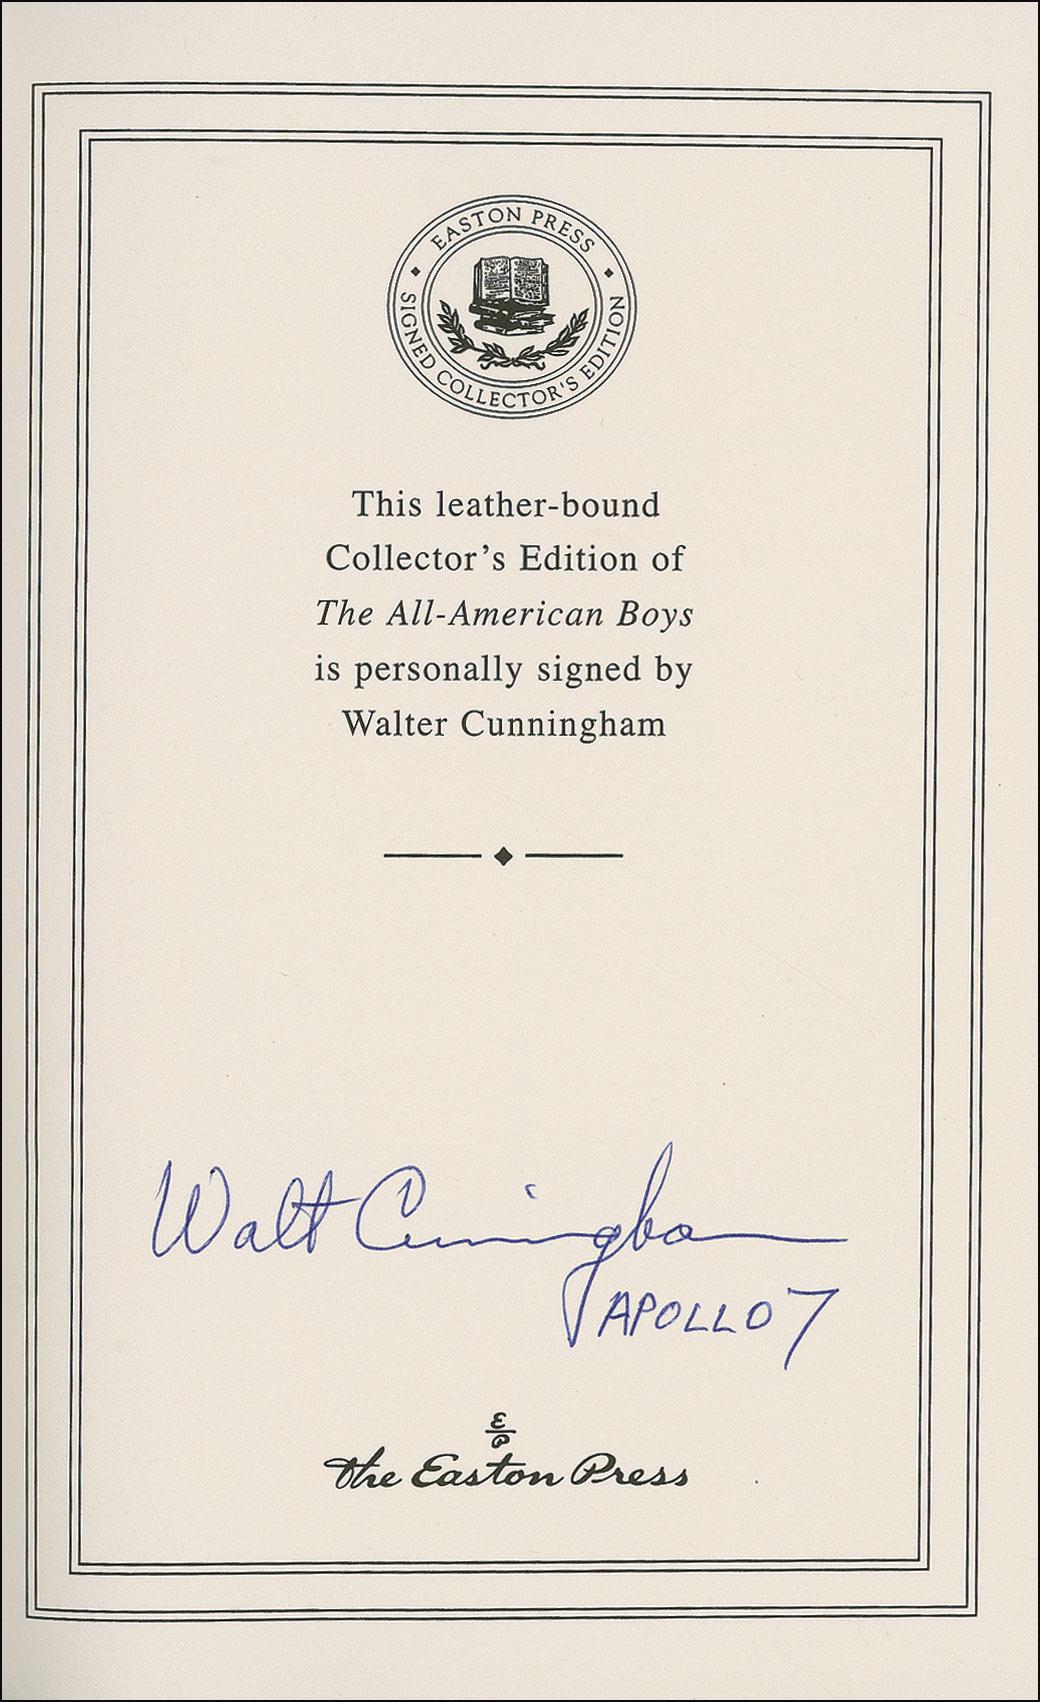 EASTON PRESS
SIGNED COLLECTOR'S EDITION
This leather-bound
Collector's Edition of
The All-American Boys
is personally signed by
Walter Cunningham
Walt Cunningham
APOLLO 7
E
P
The Easton Press